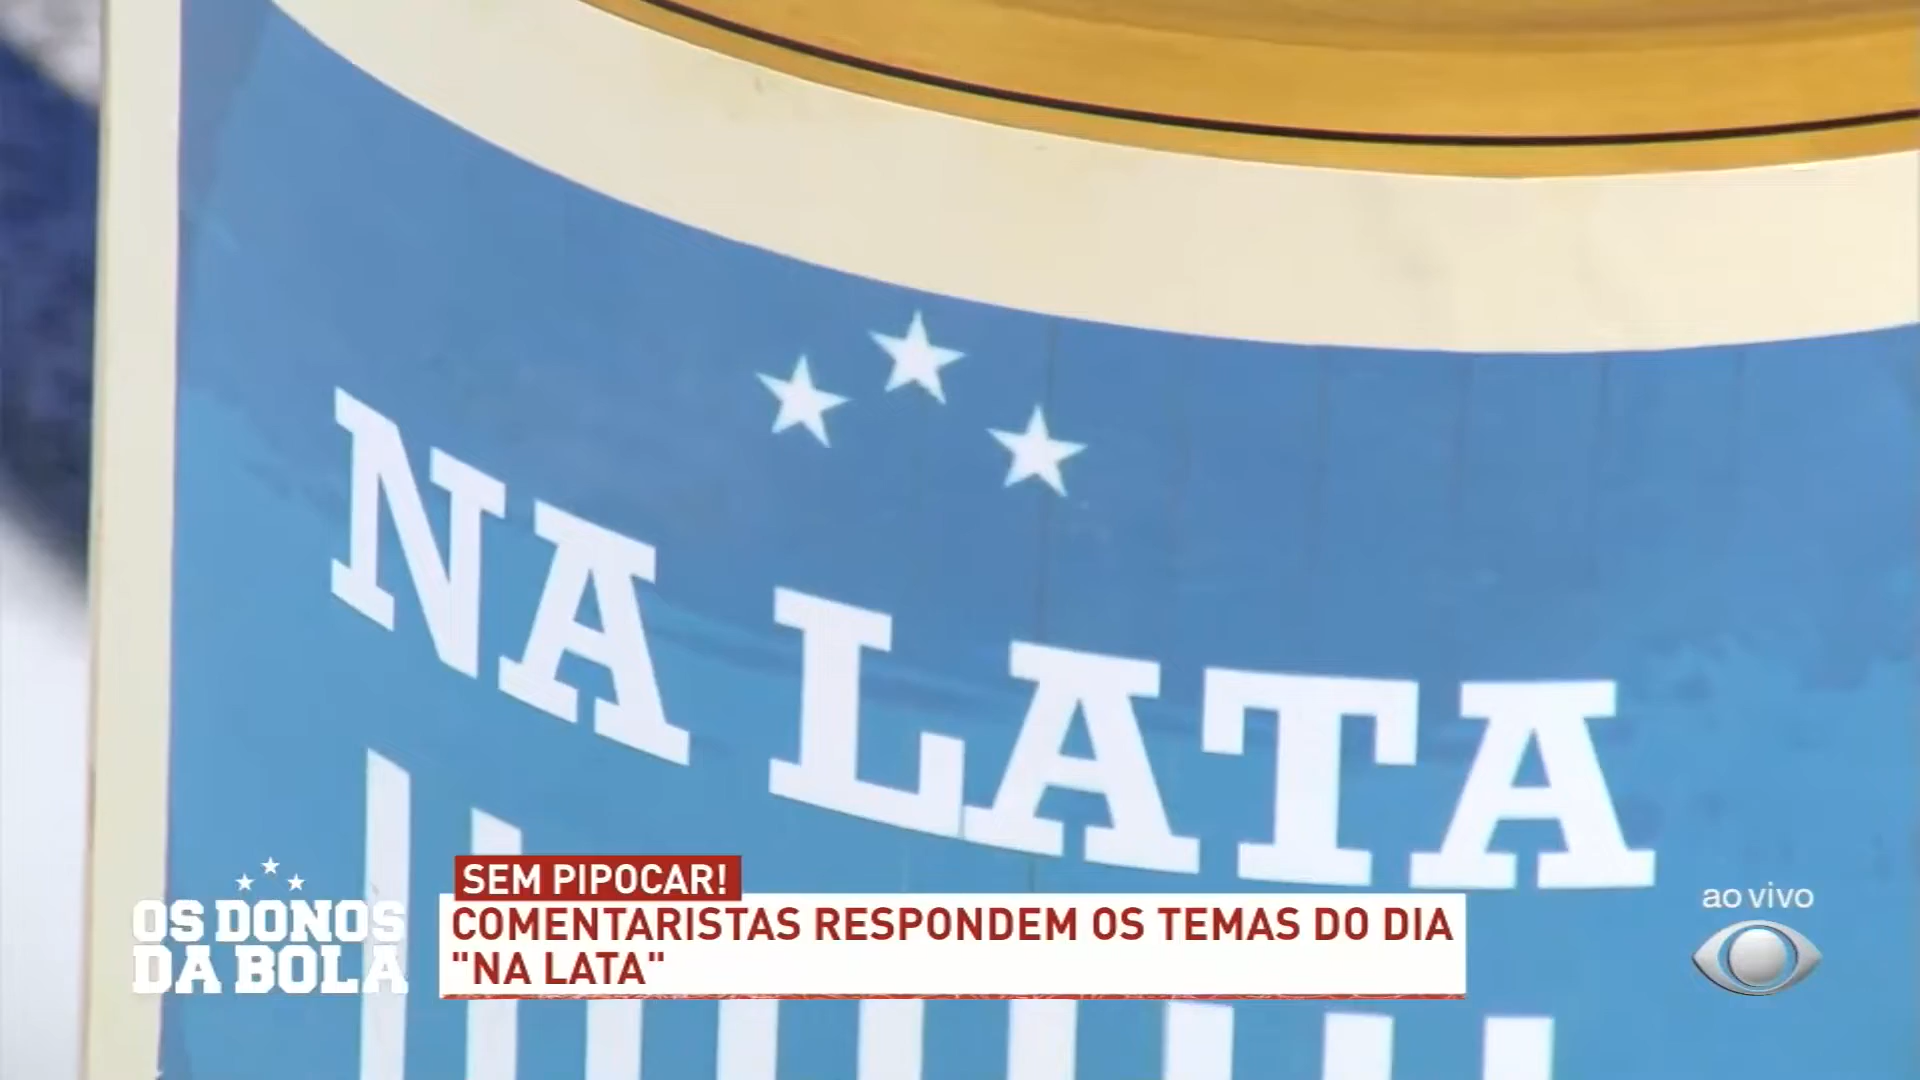 NA LATA
OS DONOS
DA BOLA
SEM PIPOCAR!
COMENTARISTAS RESPONDEM OS TEMAS DO DIA
"NA LATA"
ao vivo